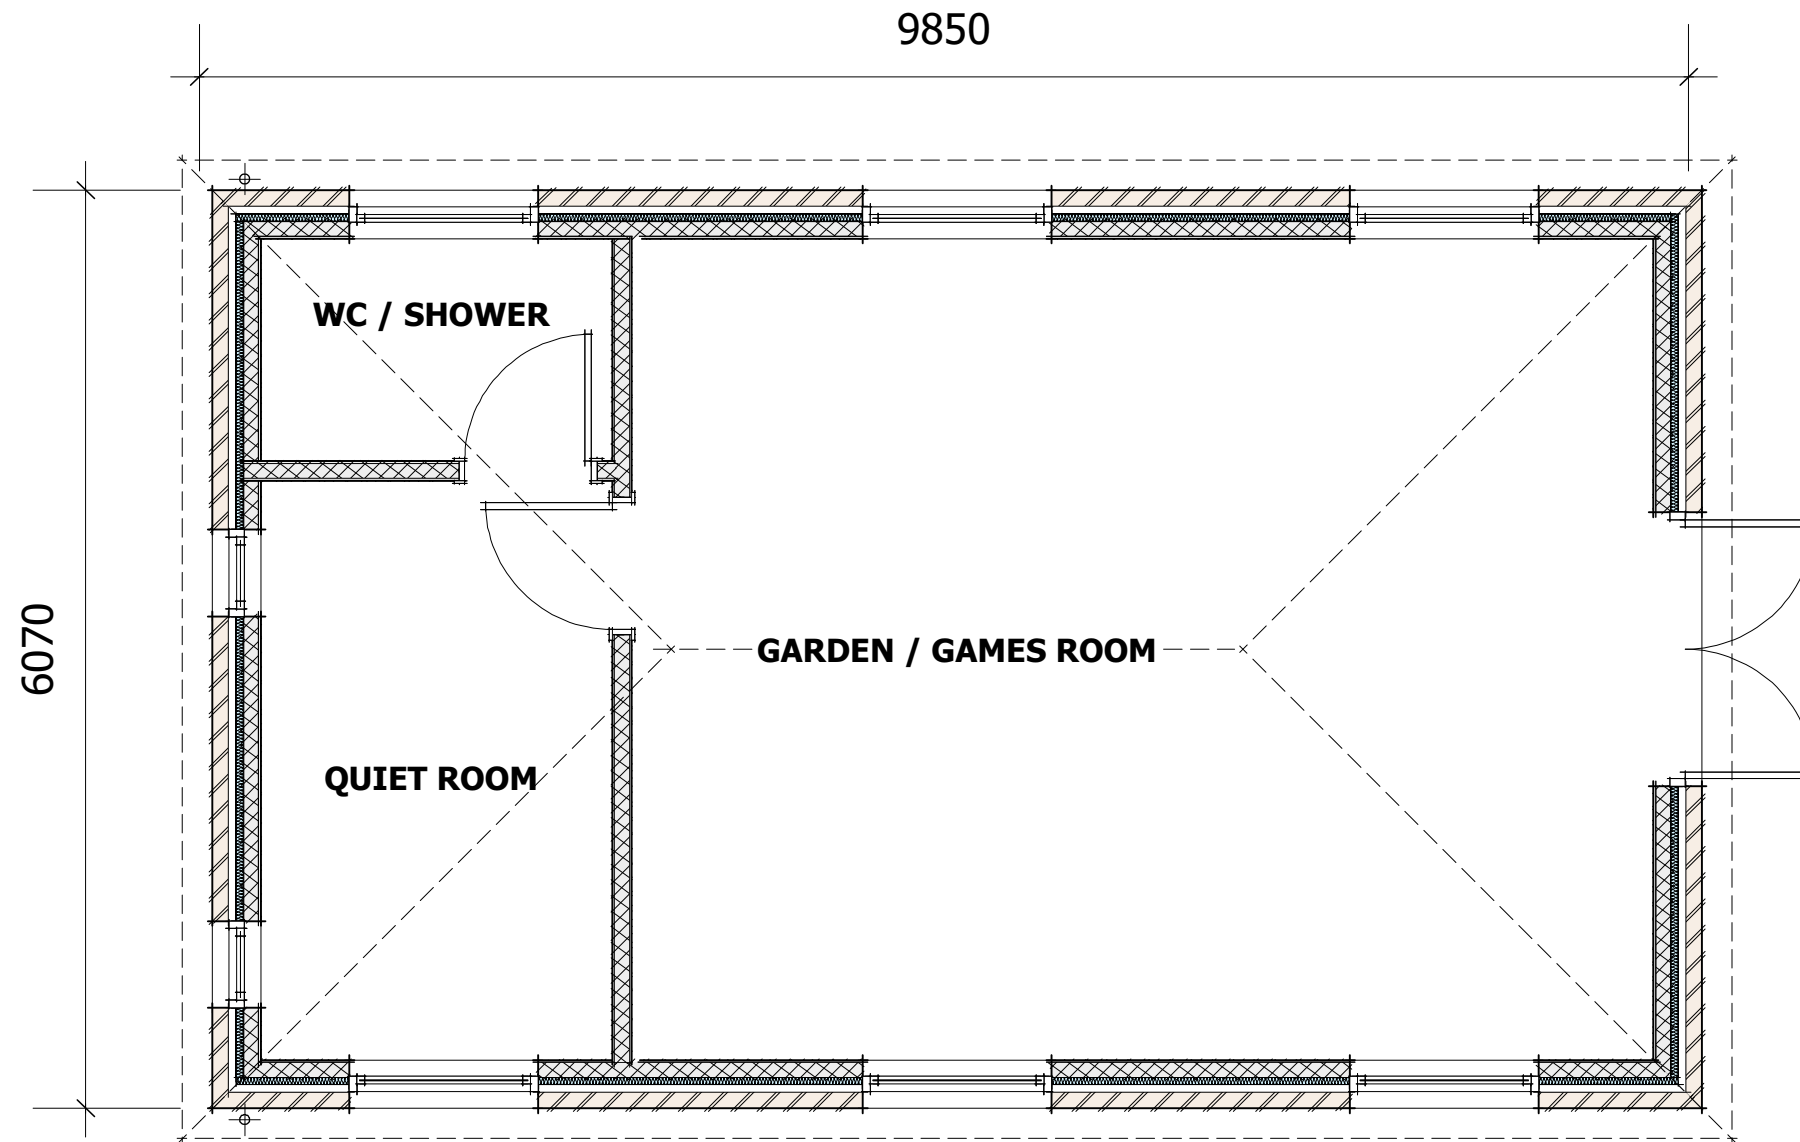 9850
WC / SHOWER
6070
GARDEN / GAMES ROOM
QUIET ROOM